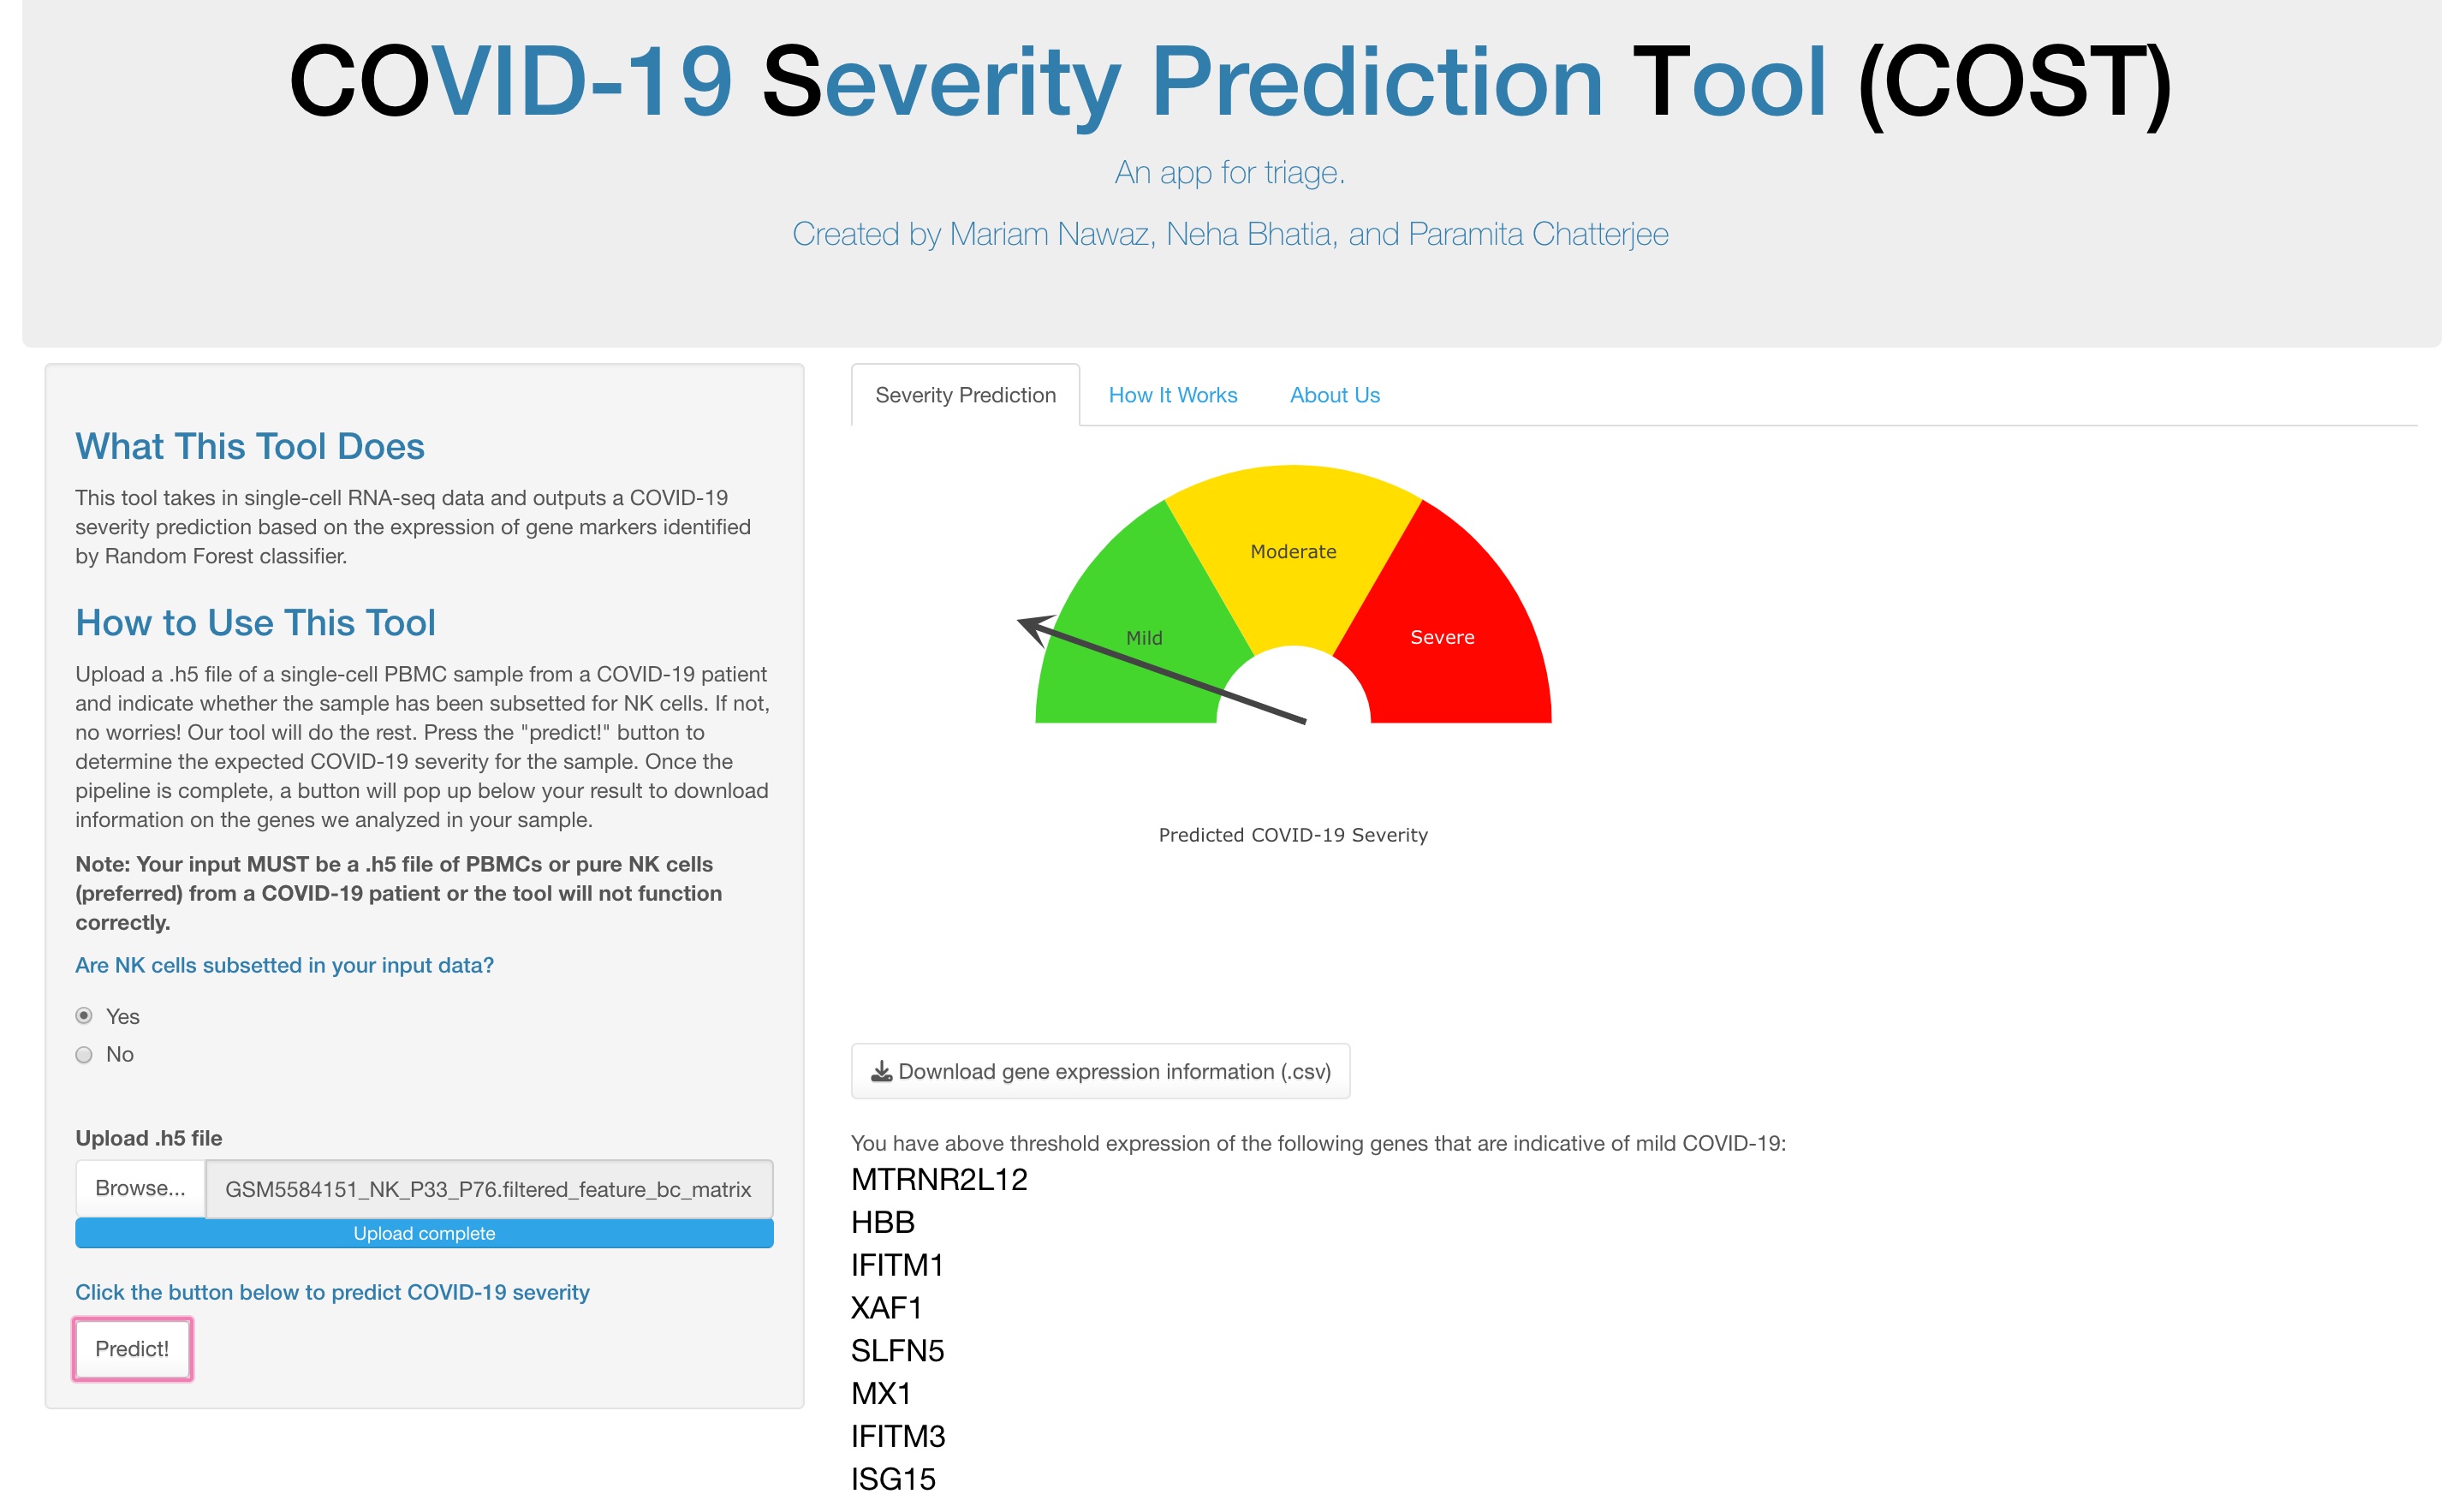 COVID-19 Severity Prediction Tool (COST)
An app for triage.
Created by Mariam Nawaz, Neha Bhatia, and Paramita Chatterjee
What This Tool Does
This tool takes in single-cell RNA-seq data and outputs a COVID-19
severity prediction based on the expression of gene markers identified
by Random Forest classifier.
How to Use This Tool
Upload a .h5 file of a single-cell PBMC sample from a COVID-19 patient
and indicate whether the sample has been subsetted for NK cells. If not,
no worries! Our tool will do the rest. Press the "predict!" button to
determine the expected COVID-19 severity for the sample. Once the
pipeline is complete, a button will pop up below your result to download
information on the genes we analyzed in your sample.
Note: Your input MUST be a .h5 file of PBMCs or pure NK cells
(preferred) from a COVID-19 patient or the tool will not function
correctly.
Are NK cells subsetted in your input data?
Yes
No
Upload .h5 file
Browse... GSM5584151_NK_P33_P76.filtered_feature_bc_matrix
Upload complete
Click the button below to predict COVID-19 severity
Predict!
Severity Prediction How It Works About Us
Moderate
Mild
Severe
Predicted COVID-19 Severity
Download gene expression information (.csv)
You have above threshold expression of the following genes that are indicative of mild COVID-19:
MTRNR2L12
HBB
IFITM1
XAF1
SLFN5
MX1
IFITM3
ISG15